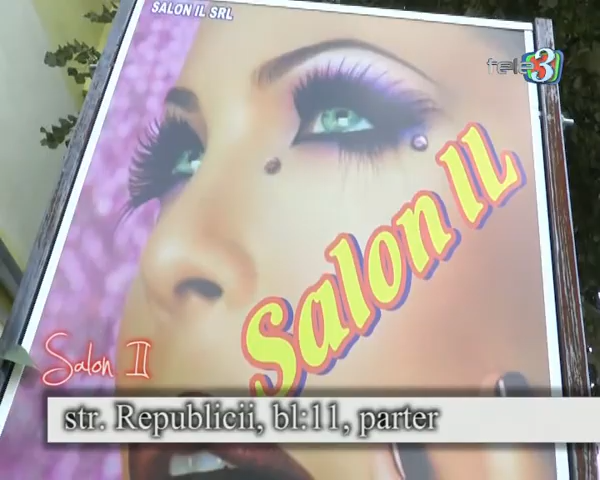 SALON IL SRL
tele3
Salon IL
Salon II
str. Republicii, bl:11, parter